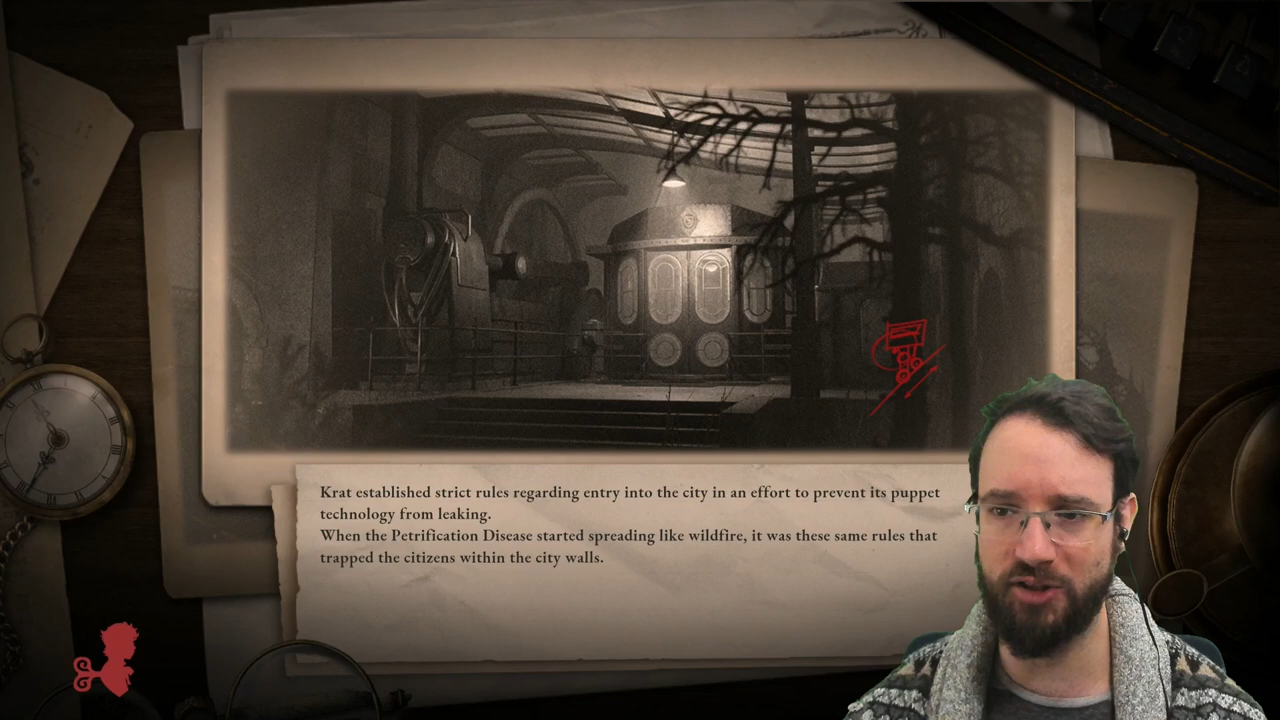 Krat established strict rules regarding entry into the city in an effort to prevent its puppet
technology from leaking.
When the Petrification Disease started spreading like wildfire, it was these same rules that
trapped the citizens within the city walls.